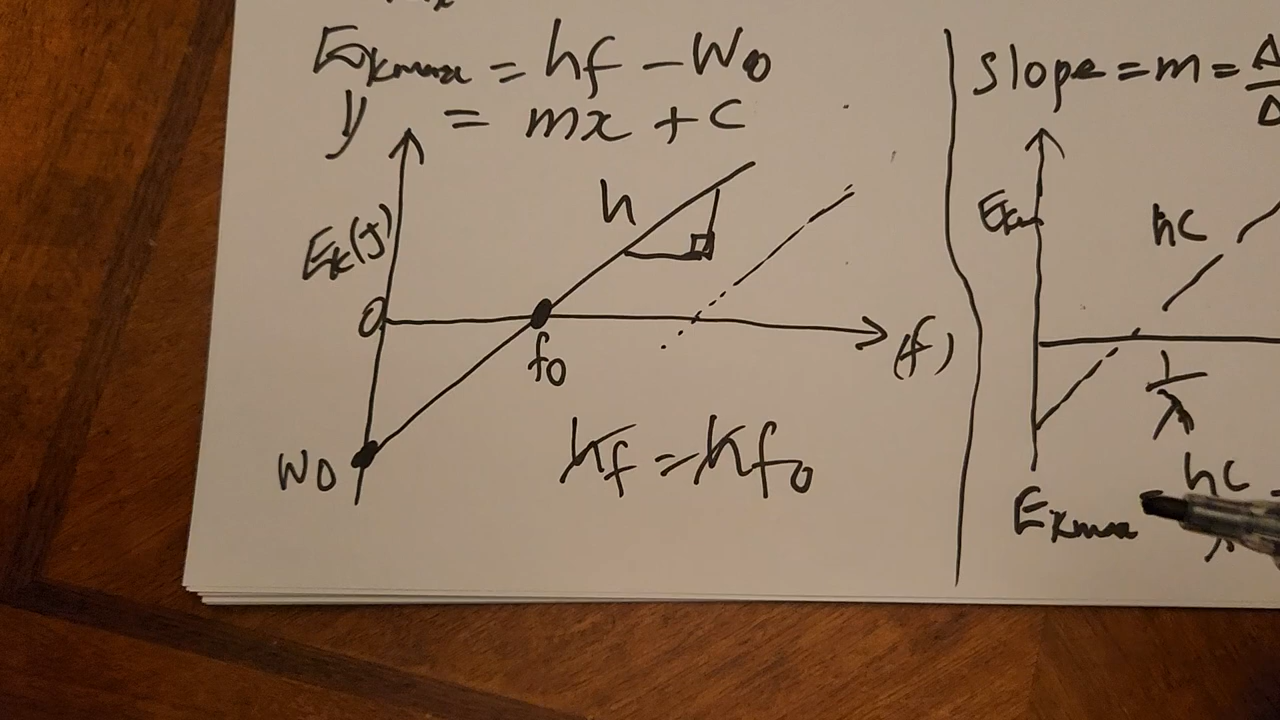 Ekmax = hf - W0
y = mx + c
Ek(J)
h
0
f0
(f)
W0
hf = hf0
Slope = m = Δ
Δ
Ek
hc
1
λ
Ekmax = hc
λ